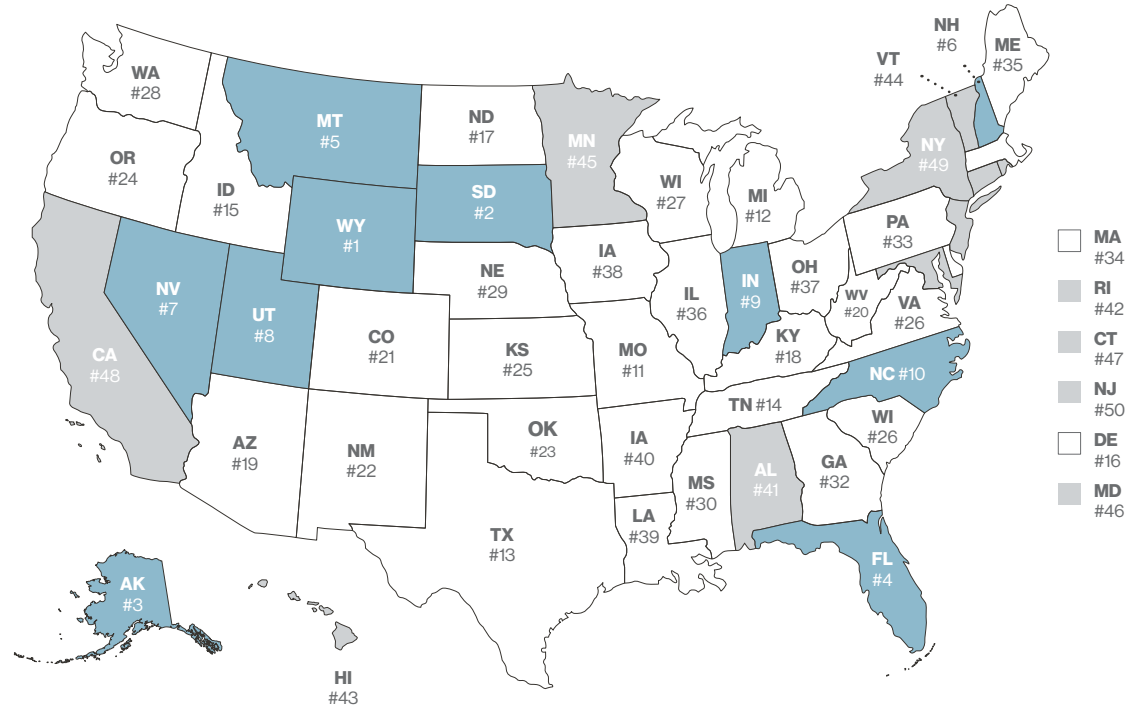 NH
#6
ME
#35
VT
#44
WA
#28
MT
#5
ND
#17
MN
#45
NY
#49
OR
#24
ID
#15
SD
#2
WI
#27
MI
#12
WY
#1
PA
#33
MA
#34
NV
#7
UT
#8
NE
#29
IA
#38
IL
#36
IN
#9
OH
#37
WV
#20
VA
#26
RI
#42
CA
#48
CO
#21
KS
#25
MO
#11
KY
#18
CT
#47
NC #10
NJ
#50
TN #14
WI
#26
DE
#16
AZ
#19
NM
#22
OK
#23
IA
#40
MS
#30
AL
#41
GA
#32
MD
#46
TX
#13
LA
#39
FL
#4
AK
#3
HI
#43